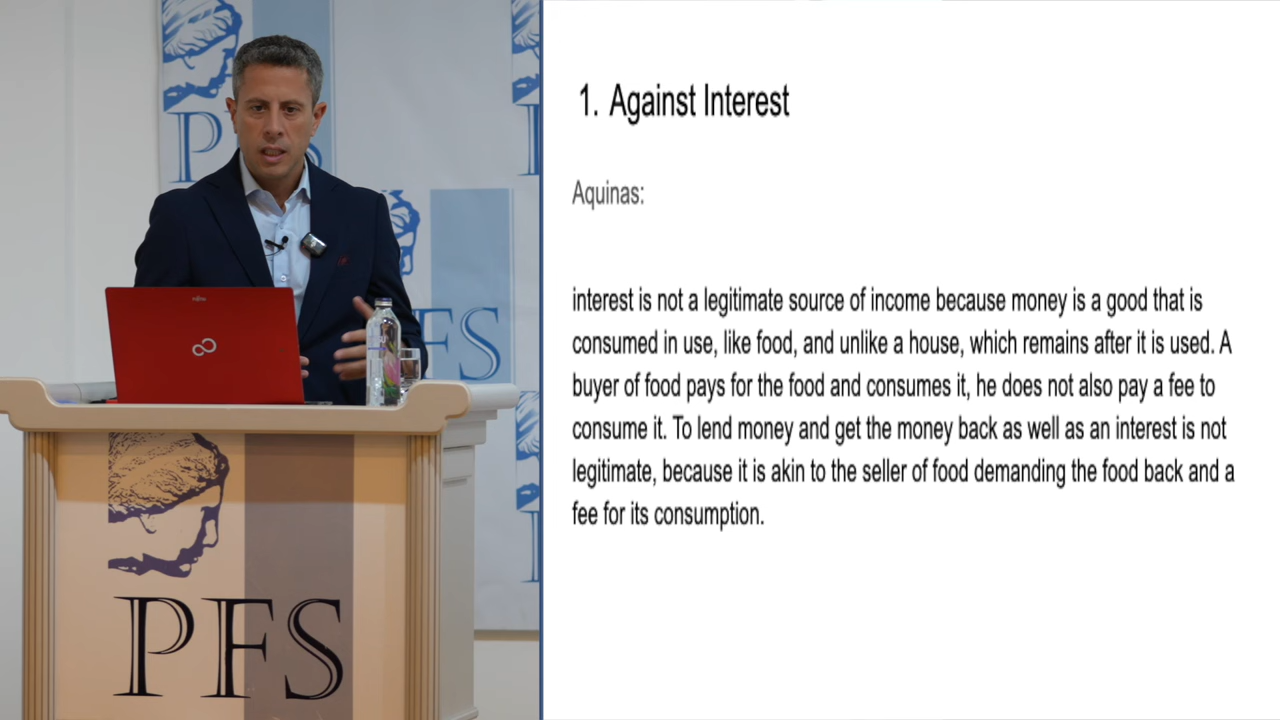 P
PFS
PFS
1. Against Interest
Aquinas:
interest is not a legitimate source of income because money is a good that is
consumed in use, like food, and unlike a house, which remains after it is used. A
buyer of food pays for the food and consumes it, he does not also pay a fee to
consume it. To lend money and get the money back as well as an interest is not
legitimate, because it is akin to the seller of food demanding the food back and a
fee for its consumption.